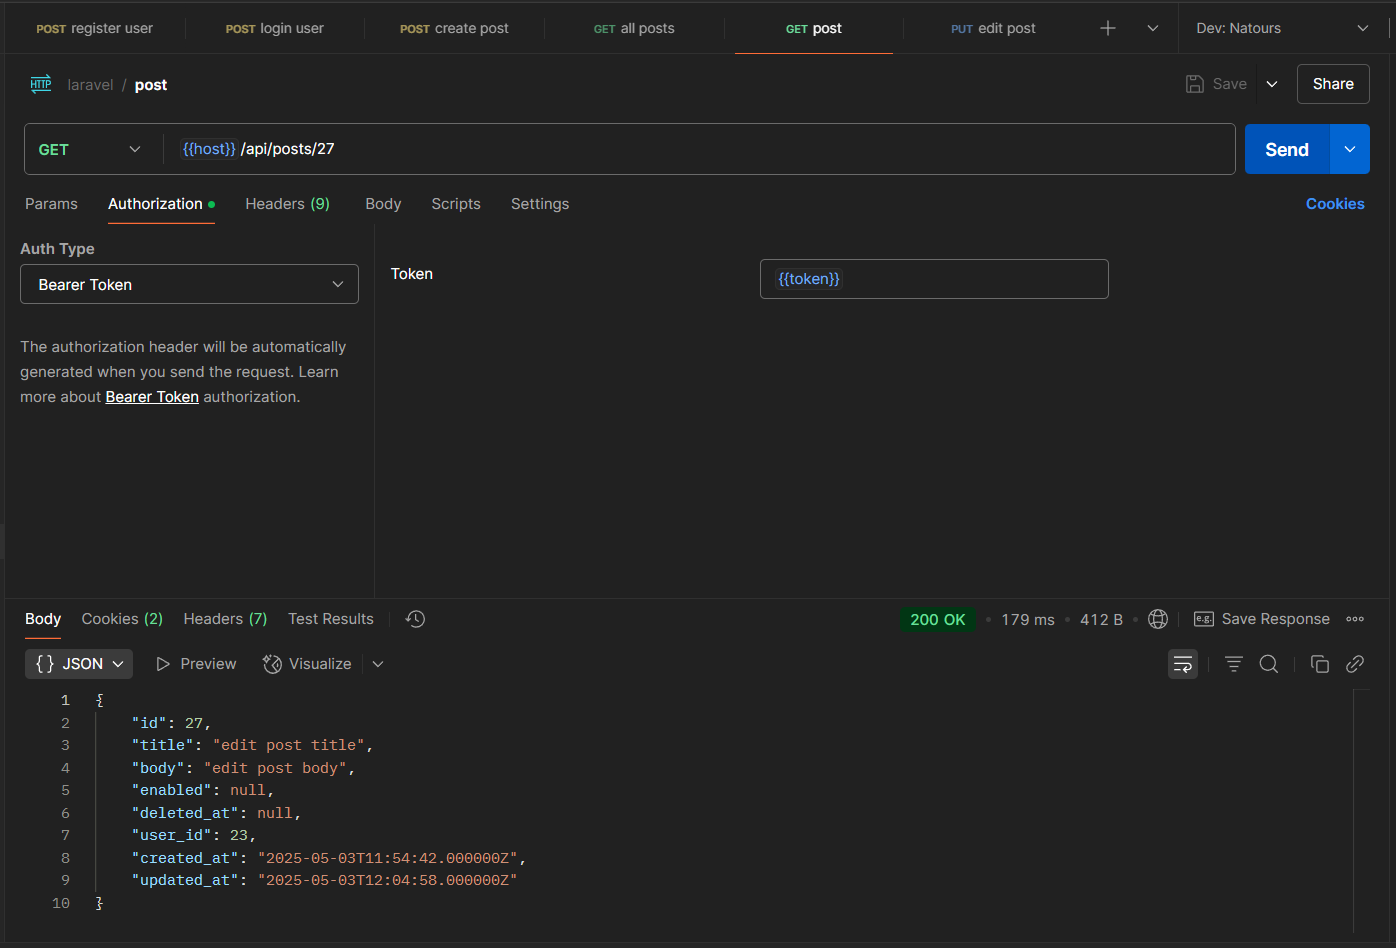 POST register user POST login user POST create post GET all posts GET post PUT edit post Dev: Natours
HTTP laravel / post Save Share
GET {{host}} /api/posts/27 Send
Params Authorization Headers (9) Body Scripts Settings Cookies
Auth Type
Bearer Token
Token {{token}}
The authorization header will be automatically
generated when you send the request. Learn
more about Bearer Token authorization.
Body Cookies (2) Headers (7) Test Results 200 OK • 179 ms • 412 B • e.g. Save Response
{} JSON Preview Visualize
1 {
2 "id": 27,
3 "title": "edit post title",
4 "body": "edit post body",
5 "enabled": null,
6 "deleted_at": null,
7 "user_id": 23,
8 "created_at": "2025-05-03T11:54:42.000000Z",
9 "updated_at": "2025-05-03T12:04:58.000000Z"
10 }